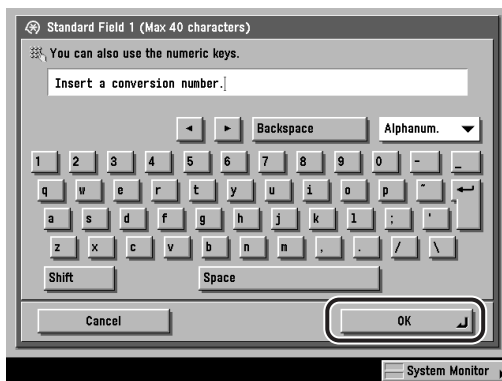 Standard Field 1 (Max 40 characters)
You can also use the numeric keys.
Insert a conversion number.
◄ ► Backspace Alphanum. ▼
1 2 3 4 5 6 7 8 9 0 - _
q w e r t y u i o p ~ ↵
a s d f g h j k l ; '
z x c v b n m , . / \
Shift Space
Cancel OK
System Monitor